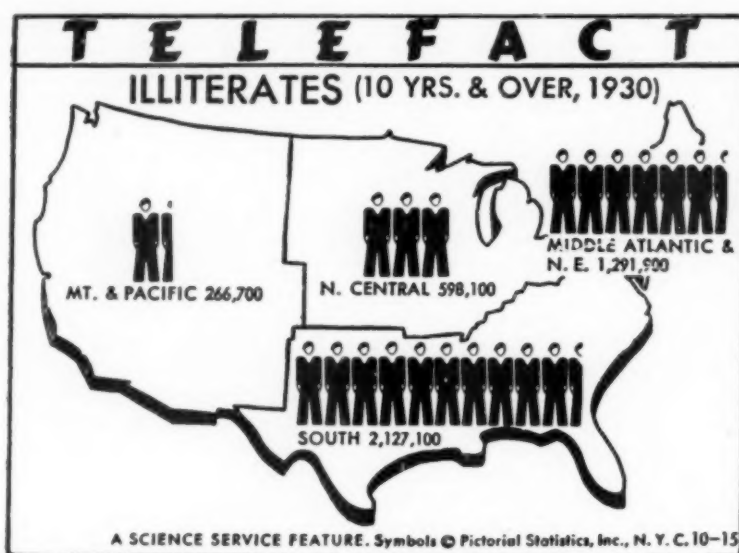 TELEFACT
ILLITERATES (10 YRS. & OVER, 1930)
MIDDLE ATLANTIC &
N. E. 1,291,900
MT. & PACIFIC 266,700
N. CENTRAL 598,100
SOUTH 2,127,100
A SCIENCE SERVICE FEATURE. Symbols © Pictorial Statistics, Inc., N. Y. C. 10-15